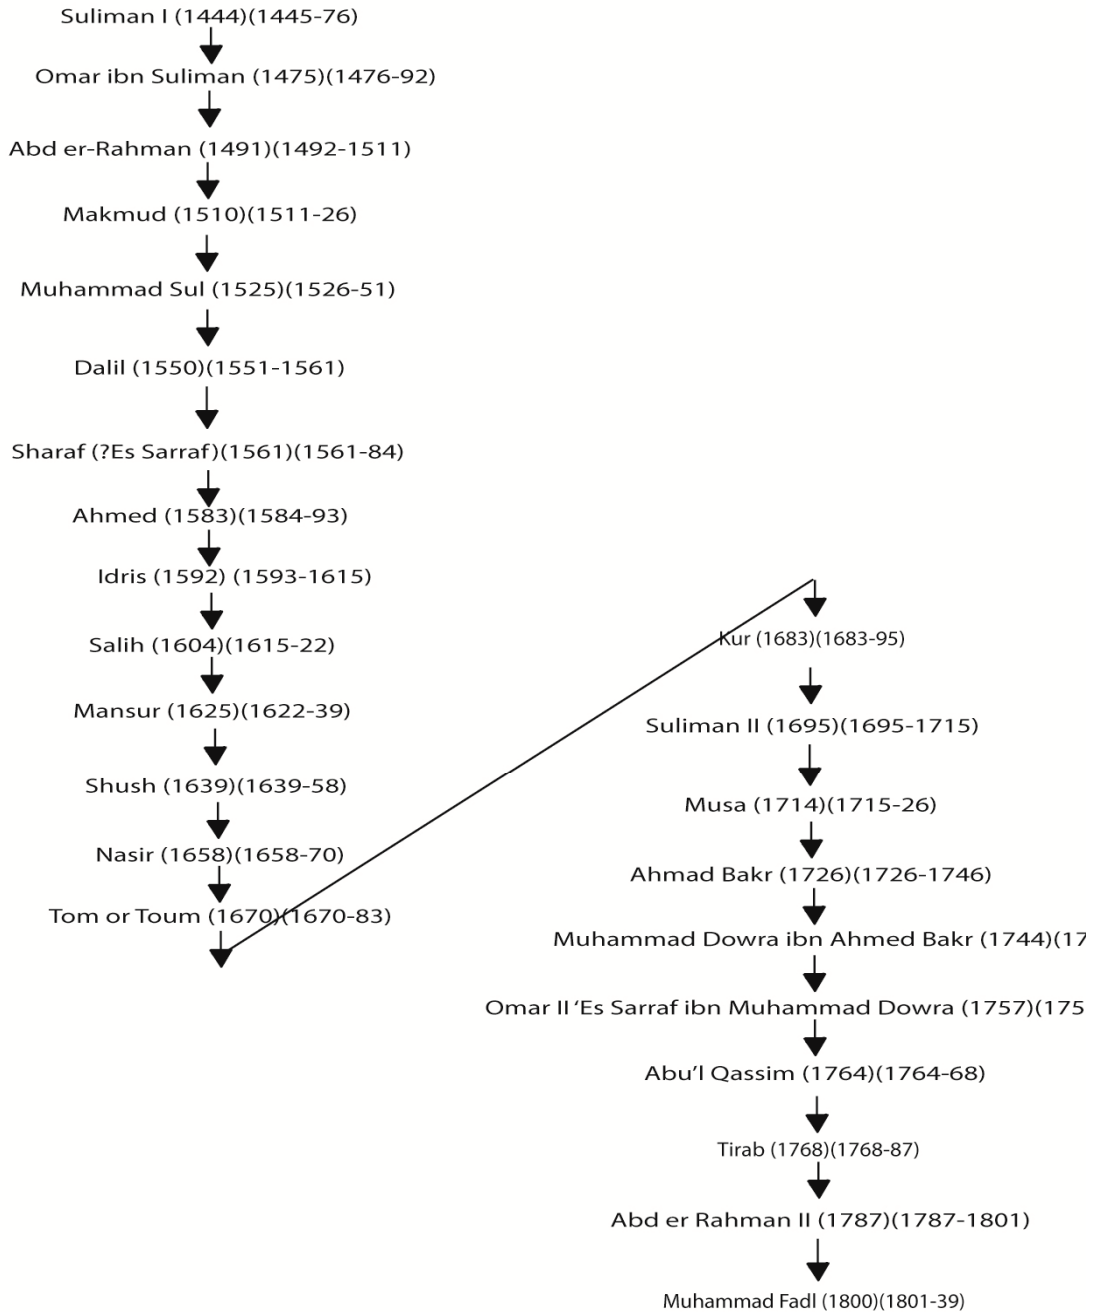 Suliman I (1444)(1445-76)
Omar ibn Suliman (1475)(1476-92)
Abd er-Rahman (1491)(1492-1511)
Makmud (1510)(1511-26)
Muhammad Sul (1525)(1526-51)
Dalil (1550)(1551-1561)
Sharaf (?Es Sarraf)(1561)(1561-84)
Ahmed (1583)(1584-93)
Idris (1592) (1593-1615)
Salih (1604)(1615-22)
Mansur (1625)(1622-39)
Shush (1639)(1639-58)
Nasir (1658)(1658-70)
Tom or Toum (1670)(1670-83)
Kur (1683)(1683-95)
Suliman II (1695)(1695-1715)
Musa (1714)(1715-26)
Ahmad Bakr (1726)(1726-1746)
Muhammad Dowra ibn Ahmed Bakr (1744)(17
Omar II ‘Es Sarraf ibn Muhammad Dowra (1757)(175
Abu’l Qassim (1764)(1764-68)
Tirab (1768)(1768-87)
Abd er Rahman II (1787)(1787-1801)
Muhammad Fadl (1800)(1801-39)